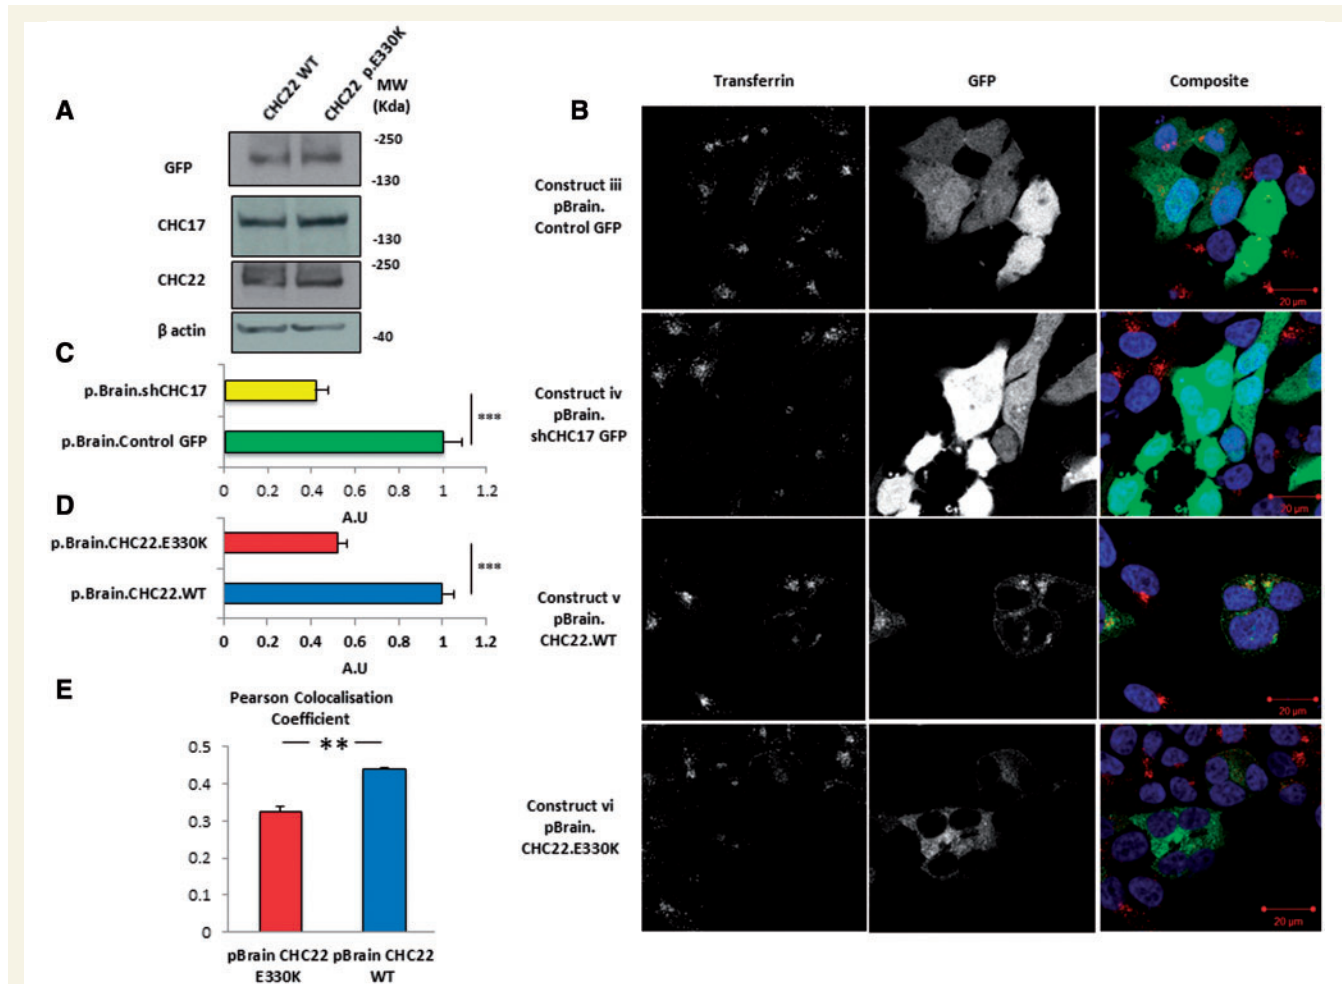 A
CHC22 WT
CHC22 p.E330K
MW
(Kda)
GFP
-250
-130
CHC17
-130
CHC22
-250
β actin
-40
B
Transferrin
GFP
Composite
Construct iii
pBrain.
Control GFP
20 µm
Construct iv
pBrain.
shCHC17 GFP
20 µm
Construct v
pBrain.
CHC22.WT
20 µm
Construct vi
pBrain.
CHC22.E330K
20 µm
C
p.Brain.shCHC17
p.Brain.Control GFP
***
0 0.2 0.4 0.6 0.8 1 1.2
A.U
D
p.Brain.CHC22.E330K
p.Brain.CHC22.WT
***
0 0.2 0.4 0.6 0.8 1 1.2
A.U
E
Pearson Colocalisation
Coefficient
**
0.5
0.4
0.3
0.2
0.1
0
pBrain CHC22
E330K
pBrain CHC22
WT